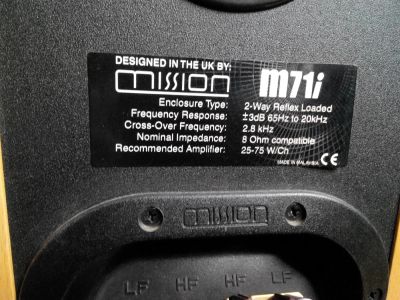 DESIGNED IN THE UK BY:
mission m71i
Enclosure Type: 2-Way Reflex Loaded
Frequency Response: ±3dB 65Hz to 20kHz
Cross-Over Frequency: 2.8 kHz
Nominal Impedance: 8 Ohm compatible
Recommended Amplifier: 25-75 W/Ch
MADE IN MALAYSIA CE
mission
LF HF HF LF